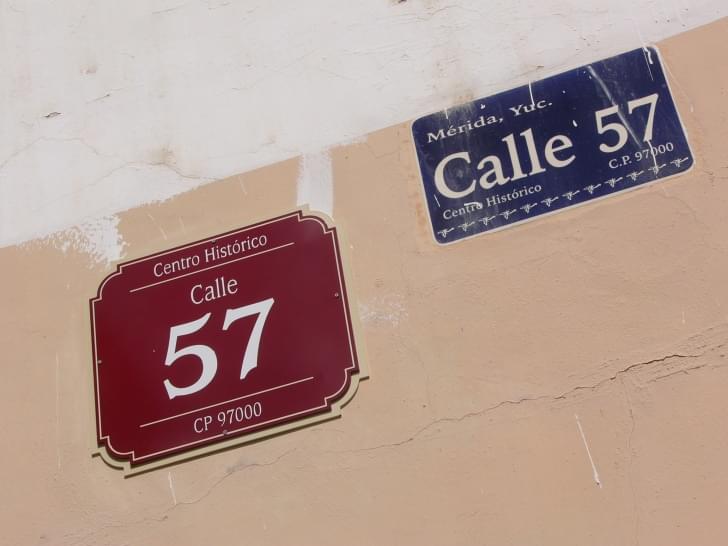 Mérida, Yuc.
Calle 57
C.P. 97000
Centro Histórico
Centro Histórico
Calle
57
CP 97000